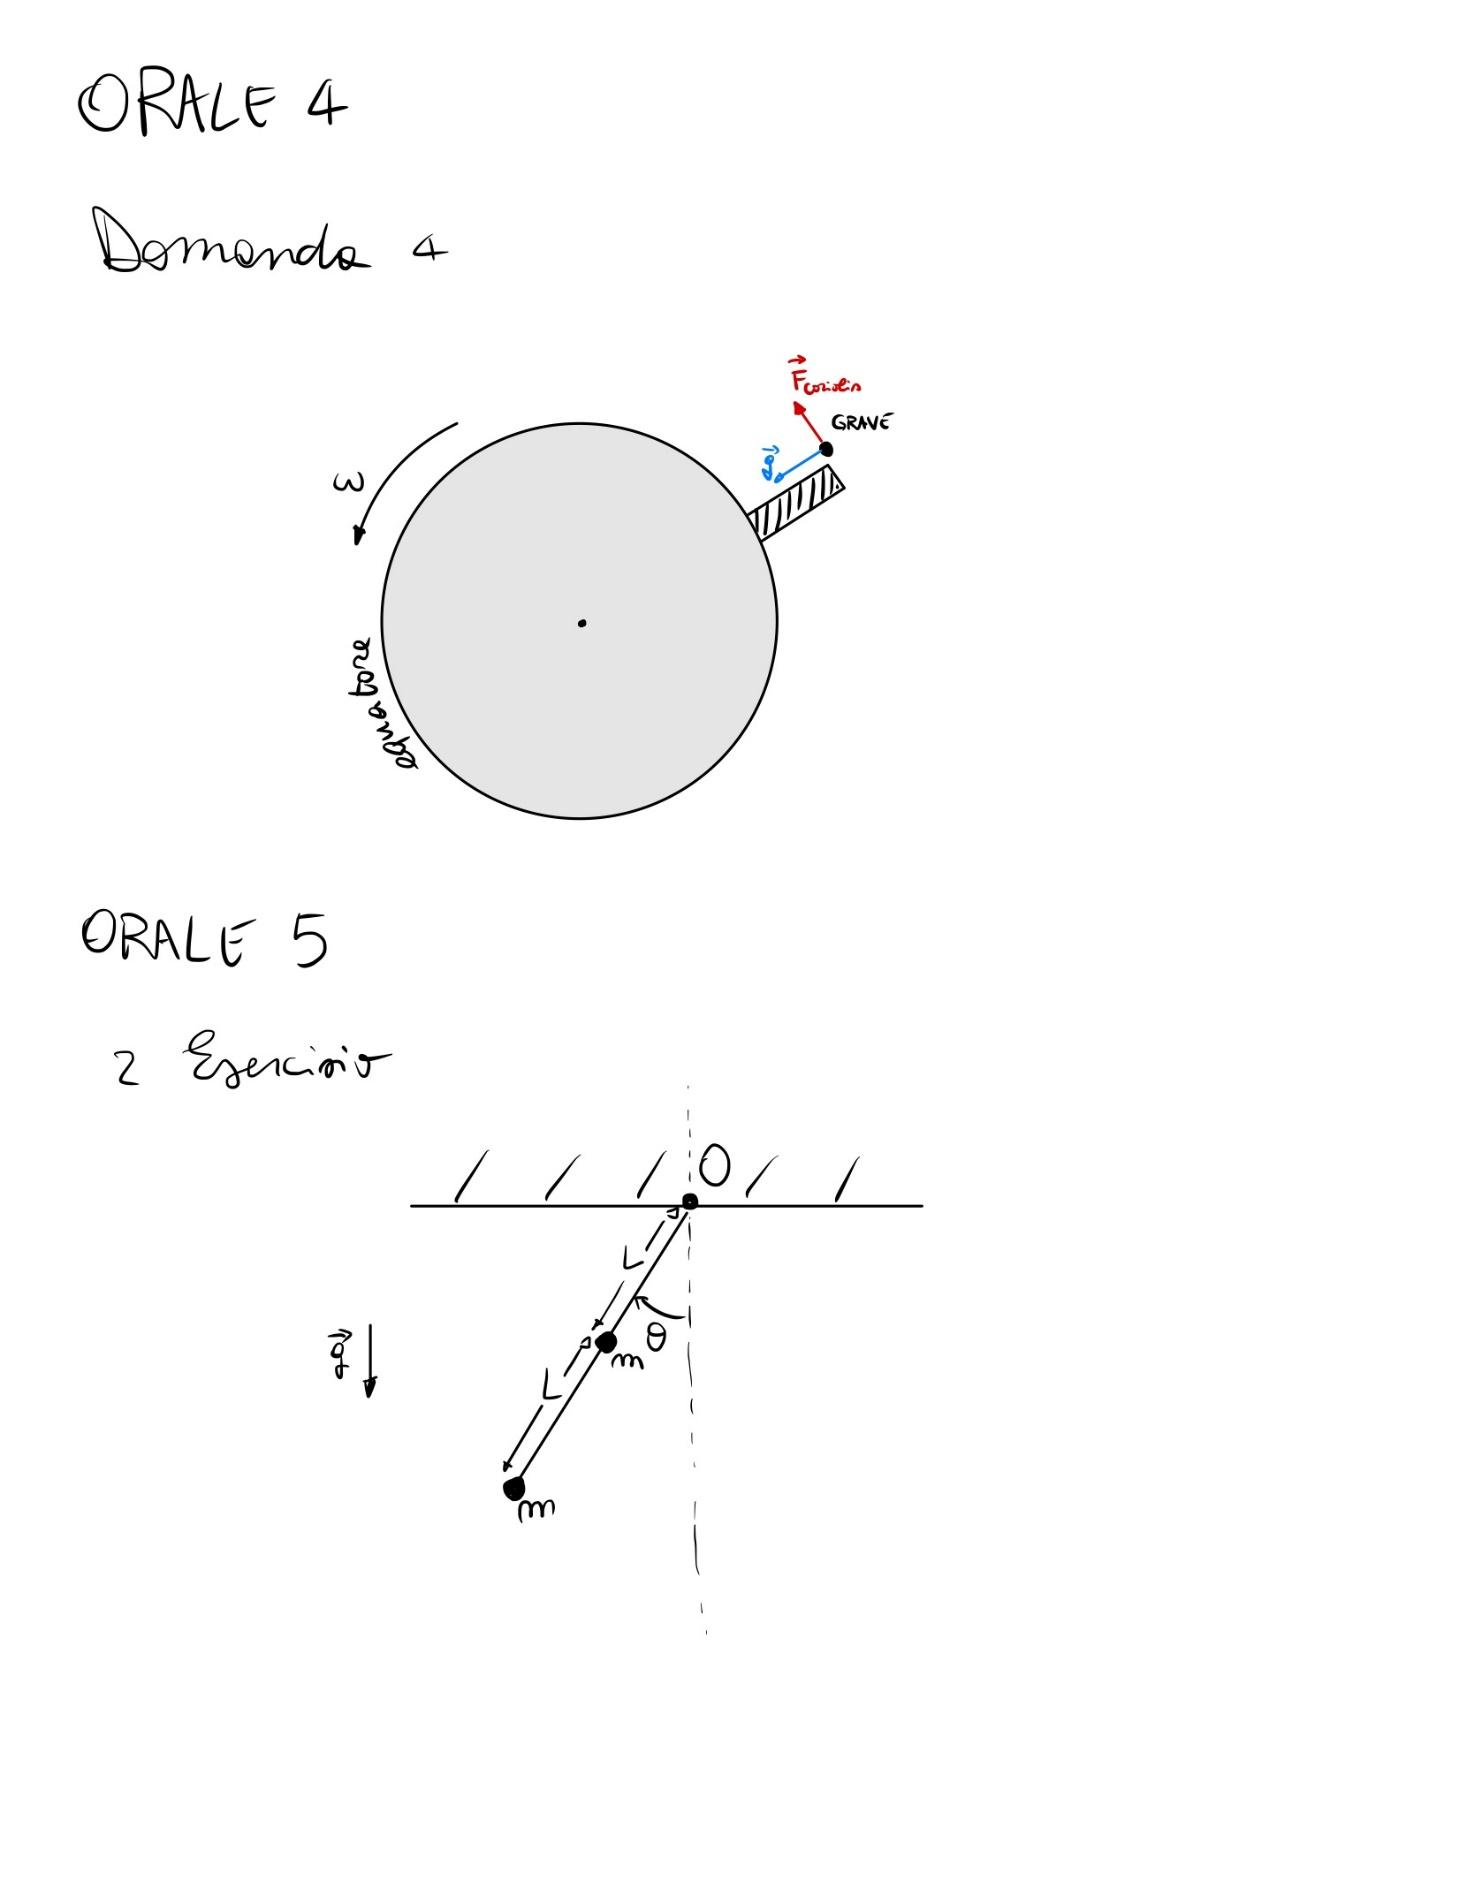 ORALE 4
Domanda 4
F coriolis
GRAVE
g
ω
equatore
ORALE 5
2 Esercizio
O
L
θ
m
g
L
m